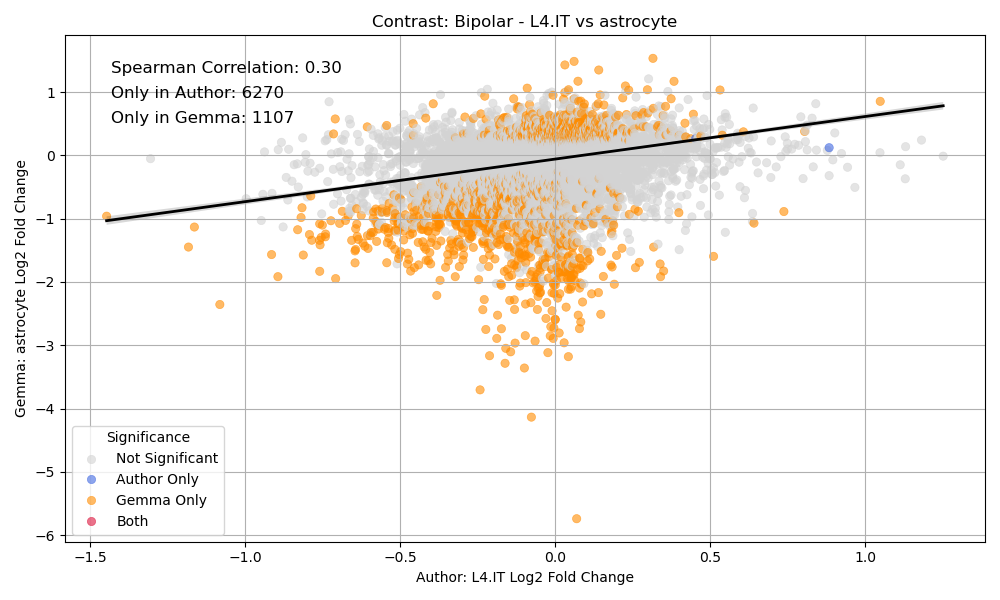 Contrast: Bipolar - L4.IT vs astrocyte
Spearman Correlation: 0.30
Only in Author: 6270
Only in Gemma: 1107
Gemma: astrocyte Log2 Fold Change
1
0
−1
−2
−3
−4
−5
−6
Significance
Not Significant
Author Only
Gemma Only
Both
−1.5 −1.0 −0.5 0.0 0.5 1.0
Author: L4.IT Log2 Fold Change